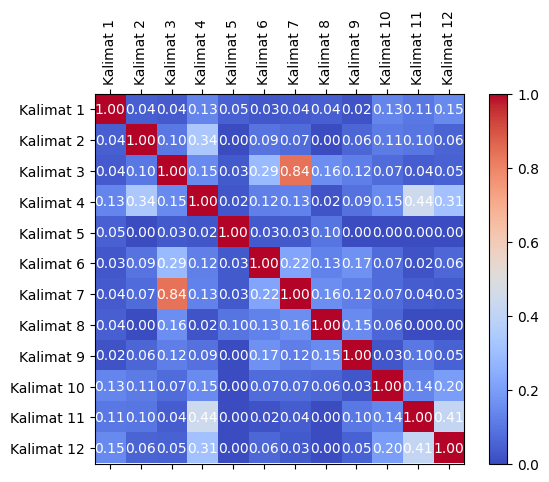 Kalimat 1 Kalimat 2 Kalimat 3 Kalimat 4 Kalimat 5 Kalimat 6 Kalimat 7 Kalimat 8 Kalimat 9 Kalimat 10 Kalimat 11 Kalimat 12
Kalimat 1 1.00 0.04 0.04 0.13 0.05 0.03 0.04 0.04 0.02 0.13 0.11 0.15
Kalimat 2 0.04 1.00 0.10 0.34 0.00 0.09 0.07 0.00 0.06 0.11 0.10 0.06
Kalimat 3 0.04 0.10 1.00 0.15 0.03 0.29 0.84 0.16 0.12 0.07 0.04 0.05
Kalimat 4 0.13 0.34 0.15 1.00 0.02 0.12 0.13 0.02 0.09 0.15 0.44 0.31
Kalimat 5 0.05 0.00 0.03 0.02 1.00 0.03 0.03 0.10 0.00 0.00 0.00 0.00
Kalimat 6 0.03 0.09 0.29 0.12 0.03 1.00 0.22 0.13 0.17 0.07 0.02 0.06
Kalimat 7 0.04 0.07 0.84 0.13 0.03 0.22 1.00 0.16 0.12 0.07 0.04 0.03
Kalimat 8 0.04 0.00 0.16 0.02 0.10 0.13 0.16 1.00 0.15 0.06 0.00 0.00
Kalimat 9 0.02 0.06 0.12 0.09 0.00 0.17 0.12 0.15 1.00 0.03 0.10 0.05
Kalimat 10 0.13 0.11 0.07 0.15 0.00 0.07 0.07 0.06 0.03 1.00 0.14 0.20
Kalimat 11 0.11 0.10 0.04 0.44 0.00 0.02 0.04 0.00 0.10 0.14 1.00 0.41
Kalimat 12 0.15 0.06 0.05 0.31 0.00 0.06 0.03 0.00 0.05 0.20 0.41 1.00
1.0
0.8
0.6
0.4
0.2
0.0